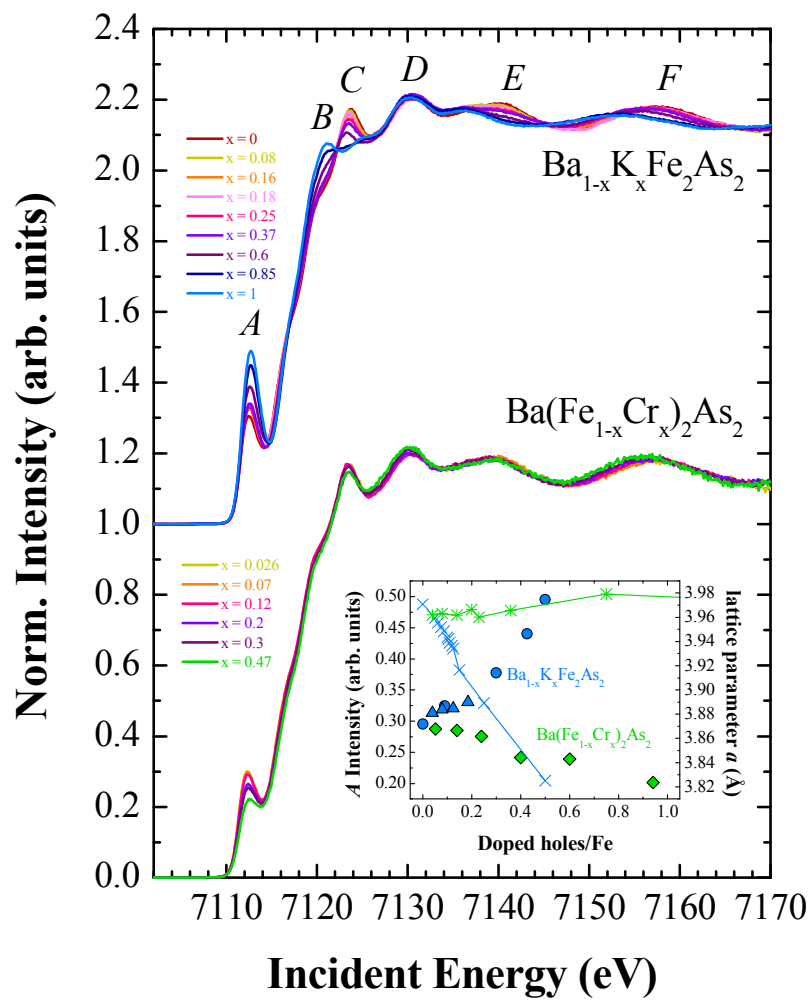 2.4
2.2
2.0
1.8
1.6
1.4
1.2
1.0
0.8
0.6
0.4
0.2
0.0
Norm. Intensity (arb. units)
A
B
C
D
E
F
x = 0
x = 0.08
x = 0.16
x = 0.18
x = 0.25
x = 0.37
x = 0.6
x = 0.85
x = 1
Ba₁₋ₓKₓFe₂As₂
Ba(Fe₁₋ₓCrₓ)₂As₂
x = 0.026
x = 0.07
x = 0.12
x = 0.2
x = 0.3
x = 0.47
0.50
0.45
0.40
0.35
0.30
0.25
0.20
A Intensity (arb. units)
Ba₁₋ₓKₓFe₂As₂
Ba(Fe₁₋ₓCrₓ)₂As₂
3.98
3.96
3.94
3.92
3.90
3.88
3.86
3.84
3.82
lattice parameter a (Å)
0.0 0.2 0.4 0.6 0.8 1.0
Doped holes/Fe
7110 7120 7130 7140 7150 7160 7170
Incident Energy (eV)